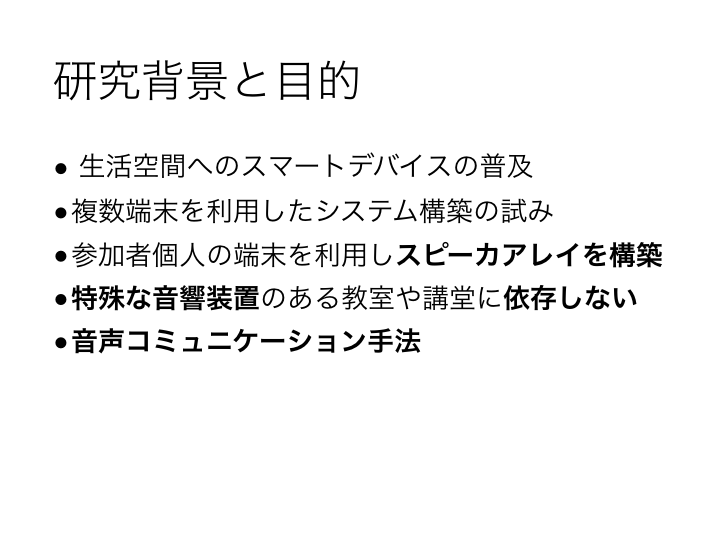 研究背景と目的
● 生活空間へのスマートデバイスの普及
●複数端末を利用したシステム構築の試み
●参加者個人の端末を利用しスピーカアレイを構築
●特殊な音響装置のある教室や講堂に依存しない
●音声コミュニケーション手法